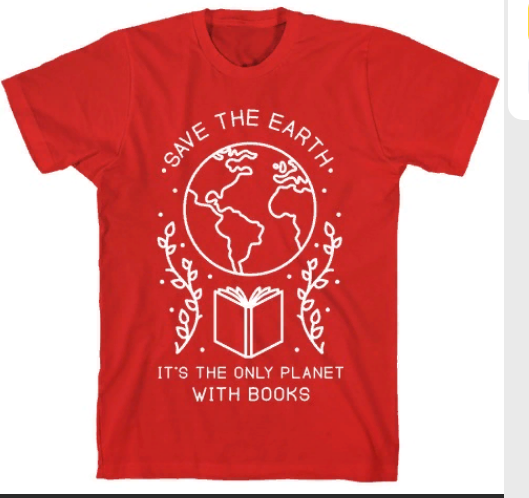 SAVE THE EARTH
IT'S THE ONLY PLANET
WITH BOOKS